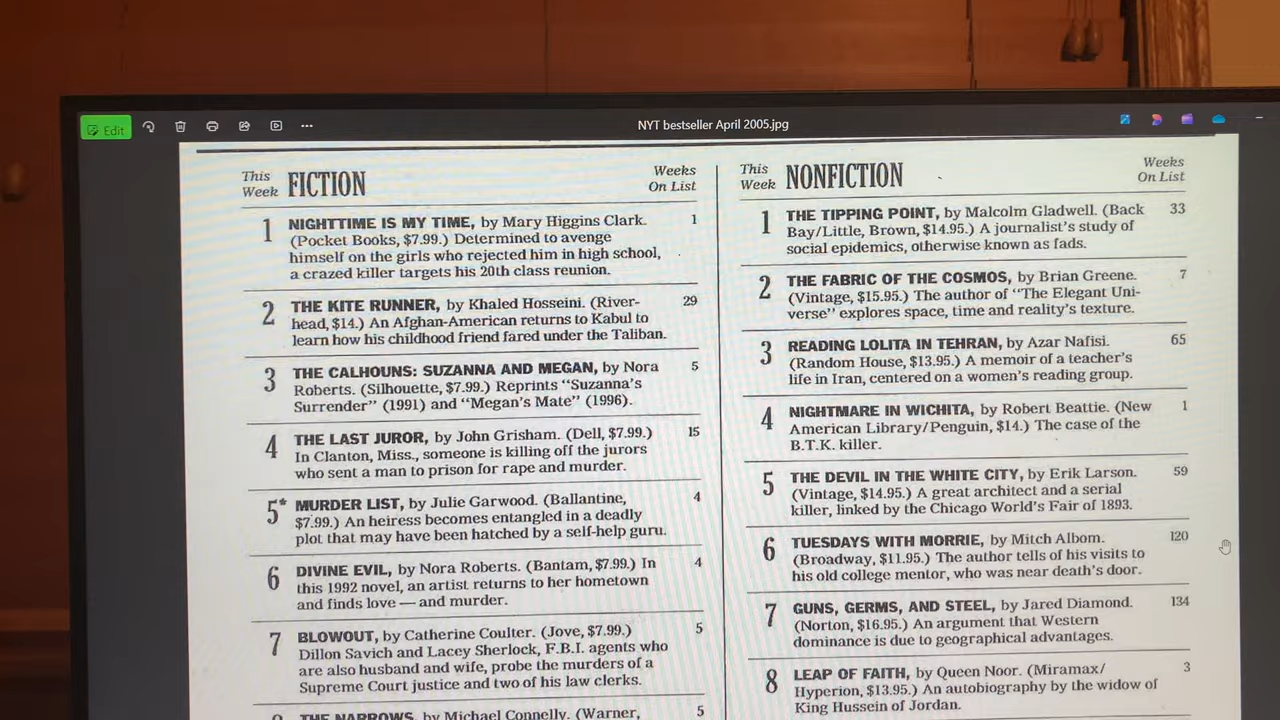 Edit
NYT bestseller April 2005.jpg
This Week FICTION Weeks On List
1 NIGHTTIME IS MY TIME, by Mary Higgins Clark. 1
(Pocket Books, $7.99.) Determined to avenge
himself on the girls who rejected him in high school,
a crazed killer targets his 20th class reunion.
2 THE KITE RUNNER, by Khaled Hosseini. (River- 29
head, $14.) An Afghan-American returns to Kabul to
learn how his childhood friend fared under the Taliban.
3 THE CALHOUNS: SUZANNA AND MEGAN, by Nora 5
Roberts. (Silhouette, $7.99.) Reprints “Suzanna’s
Surrender” (1991) and “Megan’s Mate” (1996).
4 THE LAST JUROR, by John Grisham. (Dell, $7.99.) 15
In Clanton, Miss., someone is killing off the jurors
who sent a man to prison for rape and murder.
5* MURDER LIST, by Julie Garwood. (Ballantine, 4
$7.99.) An heiress becomes entangled in a deadly
plot that may have been hatched by a self-help guru.
6 DIVINE EVIL, by Nora Roberts. (Bantam, $7.99.) In 4
this 1992 novel, an artist returns to her hometown
and finds love — and murder.
7 BLOWOUT, by Catherine Coulter. (Jove, $7.99.) 5
Dillon Savich and Lacey Sherlock, F.B.I. agents who
are also husband and wife, probe the murders of a
Supreme Court justice and two of his law clerks.
8 THE NARROWS, by Michael Connelly. (Warner, 5
This Week NONFICTION Weeks On List
1 THE TIPPING POINT, by Malcolm Gladwell. (Back 33
Bay/Little, Brown, $14.95.) A journalist’s study of
social epidemics, otherwise known as fads.
2 THE FABRIC OF THE COSMOS, by Brian Greene. 7
(Vintage, $15.95.) The author of “The Elegant Uni-
verse” explores space, time and reality’s texture.
3 READING LOLITA IN TEHRAN, by Azar Nafisi. 65
(Random House, $13.95.) A memoir of a teacher’s
life in Iran, centered on a women’s reading group.
4 NIGHTMARE IN WICHITA, by Robert Beattie. (New 1
American Library/Penguin, $14.) The case of the
B.T.K. killer.
5 THE DEVIL IN THE WHITE CITY, by Erik Larson. 59
(Vintage, $14.95.) A great architect and a serial
killer, linked by the Chicago World’s Fair of 1893.
6 TUESDAYS WITH MORRIE, by Mitch Albom. 120
(Broadway, $11.95.) The author tells of his visits to
his old college mentor, who was near death’s door.
7 GUNS, GERMS, AND STEEL, by Jared Diamond. 134
(Norton, $16.95.) An argument that Western
dominance is due to geographical advantages.
8 LEAP OF FAITH, by Queen Noor. (Miramax/ 3
Hyperion, $13.95.) An autobiography by the widow of
King Hussein of Jordan.